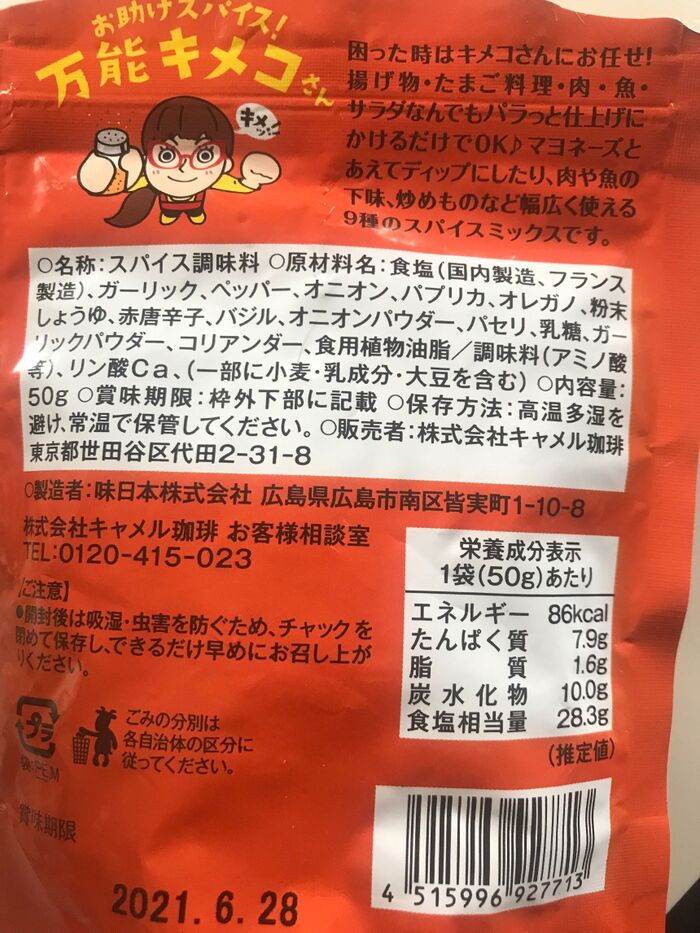 お助けスパイス!
万能キメコさん
キメッ!!
困った時はキメコさんにお任せ!
揚げ物・たまご料理・肉・魚・
サラダなんでもパラっと仕上げに
かけるだけでOK♪マヨネーズと
あえてディップにしたり、肉や魚の
下味、炒めものなど幅広く使える
9種のスパイスミックスです。
○名称:スパイス調味料 ○原材料名:食塩(国内製造、フランス
製造)、ガーリック、ペッパー、オニオン、パプリカ、オレガノ、粉末
しょうゆ、赤唐辛子、バジル、オニオンパウダー、パセリ、乳糖、ガー
リックパウダー、コリアンダー、食用植物油脂/調味料(アミノ酸
等)、リン酸Ca、(一部に小麦・乳成分・大豆を含む) ○内容量:
50g ○賞味期限:枠外下部に記載 ○保存方法:高温多湿を
避け、常温で保管してください。○販売者:株式会社キャメル珈琲
東京都世田谷区代田2-31-8
○製造者:味日本株式会社 広島県広島市南区皆実町1-10-8
株式会社キャメル珈琲 お客様相談室
TEL:0120-415-023
【ご注意】
●開封後は吸湿・虫害を防ぐため、チャックを
閉めて保存し、できるだけ早めにお召し上が
りください。
栄養成分表示
1袋(50g)あたり
エネルギー 86kcal
たんぱく質 7.9g
脂質 1.6g
炭水化物 10.0g
食塩相当量 28.3g
(推定値)
プラ
袋:PE,M
ごみの分別は
各自治体の区分に
従ってください。
賞味期限
2021.6.28
4 515996 927713